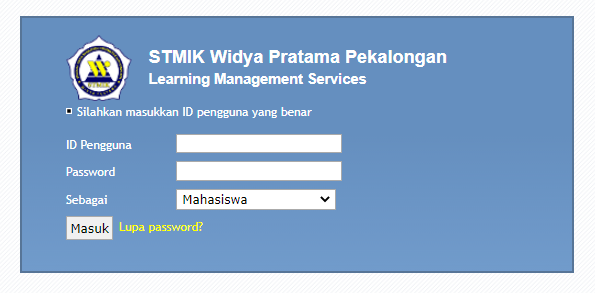 STMIK
STMIK Widya Pratama Pekalongan
Learning Management Services
Silahkan masukkan ID pengguna yang benar
ID Pengguna
Password
Sebagai Mahasiswa
Masuk Lupa password?